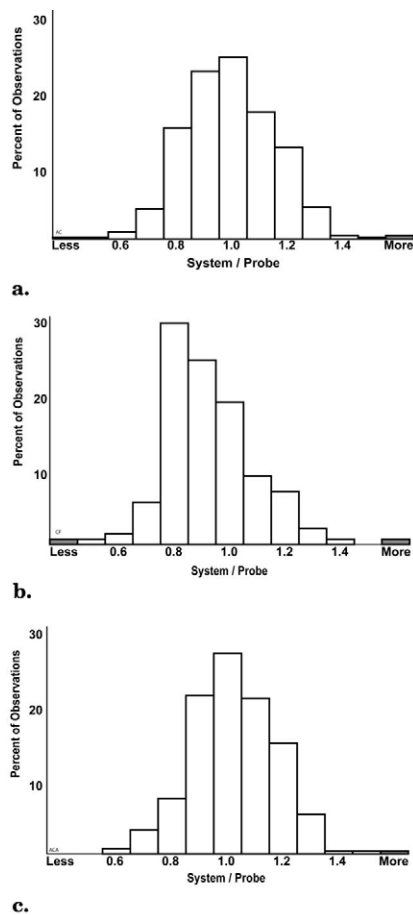 30
20
10
Percent of Observations
AC
Less 0.6 0.8 1.0 1.2 1.4 More
System / Probe
a.
30
20
10
Percent of Observations
CF
Less 0.6 0.8 1.0 1.2 1.4 More
System / Probe
b.
30
20
10
Percent of Observations
ACA
Less 0.6 0.8 1.0 1.2 1.4 More
System / Probe
c.